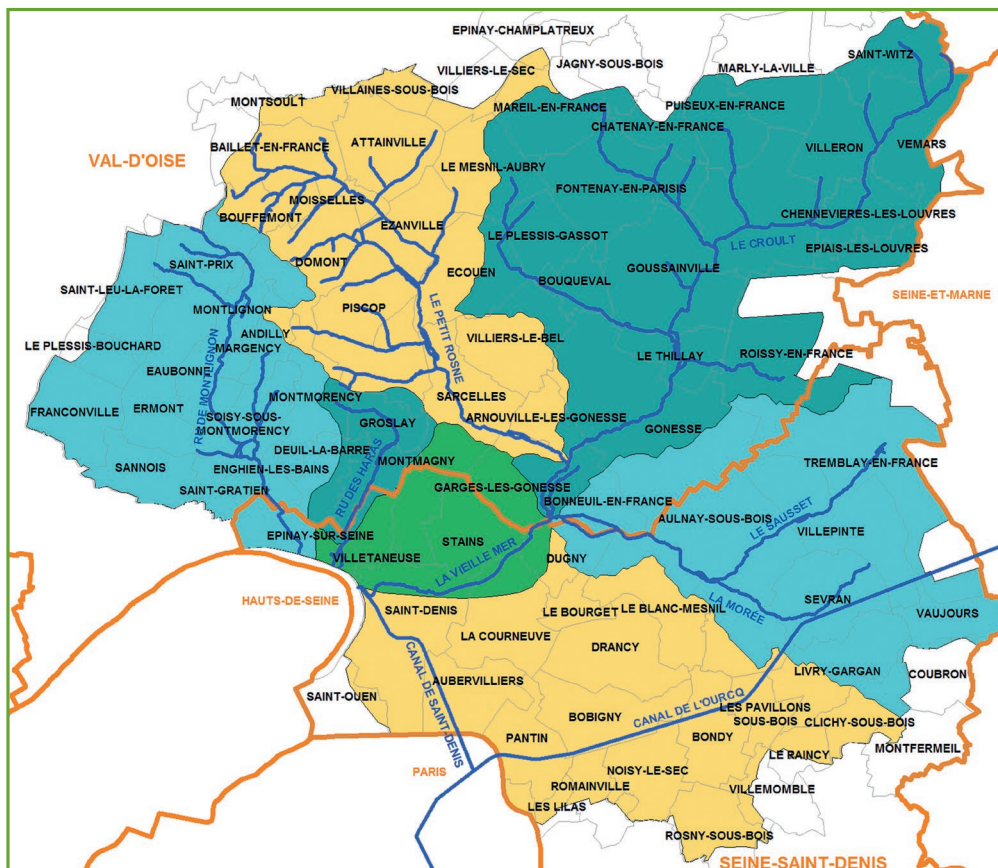 EPINAY-CHAMPLATREUX
SAINT-WITZ
JAGNY-SOUS-BOIS
MARLY-LA-VILLE
VILLIERS-LE-SEC
VILLAINES-SOUS-BOIS
MONTSOULT
MAREIL-EN-FRANCE
PUISEUX-EN-FRANCE
CHATENAY-EN-FRANCE
ATTAINVILLE
BAILLET-EN-FRANCE
VILLERON
VEMARS
VAL-D'OISE
LE MESNIL-AUBRY
FONTENAY-EN-PARISIS
MOISSELLES
BOUFFEMONT
EZANVILLE
CHENNEVIERES-LES-LOUVRES
LE PLESSIS-GASSOT
LE CROULT
EPIAIS-LES-LOUVRES
SAINT-PRIX
DOMONT
ECOUEN
GOUSSAINVILLE
BOUQUEVAL
SAINT-LEU-LA-FORET
SEINE-ET-MARNE
MONTLIGNON
PISCOP
LE PETIT ROSNE
ANDILLY
MARGENCY
VILLIERS-LE-BEL
LE PLESSIS-BOUCHARD
LE THILLAY
ROISSY-EN-FRANCE
EAUBONNE
RU DE MONTLIGNON
MONTMORENCY
SARCELLES
FRANCONVILLE
ERMONT
SOISY-SOUS-
MONTMORENCY
GROSLAY
ARNOUVILLE-LES-GONESSE
GONESSE
DEUIL-LA-BARRE
SANNOIS
ENGHIEN-LES-BAINS
MONTMAGNY
TREMBLAY-EN-FRANCE
RU DES HARAS
SAINT-GRATIEN
GARGES-LES-GONESSE
BONNEUIL-EN-FRANCE
AULNAY-SOUS-BOIS
LE SAUSSET
VILLEPINTE
EPINAY-SUR-SEINE
STAINS
VILLETANEUSE
LA VIEILLE MER
DUGNY
HAUTS-DE-SEINE
SAINT-DENIS
LE BOURGET
LE BLANC-MESNIL
LA MORÉE
SEVRAN
VAUJOURS
LA COURNEUVE
DRANCY
CANAL DE SAINT-DENIS
LIVRY-GARGAN
COUBRON
AUBERVILLIERS
SAINT-OUEN
CANAL DE L'OURCQ
BOBIGNY
LES PAVILLONS
SOUS-BOIS
CLICHY-SOUS-BOIS
PANTIN
BONDY
MONTFERMEIL
LE RAINCY
PARIS
NOISY-LE-SEC
ROMAINVILLE
VILLEMOMBLE
LES LILAS
ROSNY-SOUS-BOIS
SEINE-SAINT-DENIS